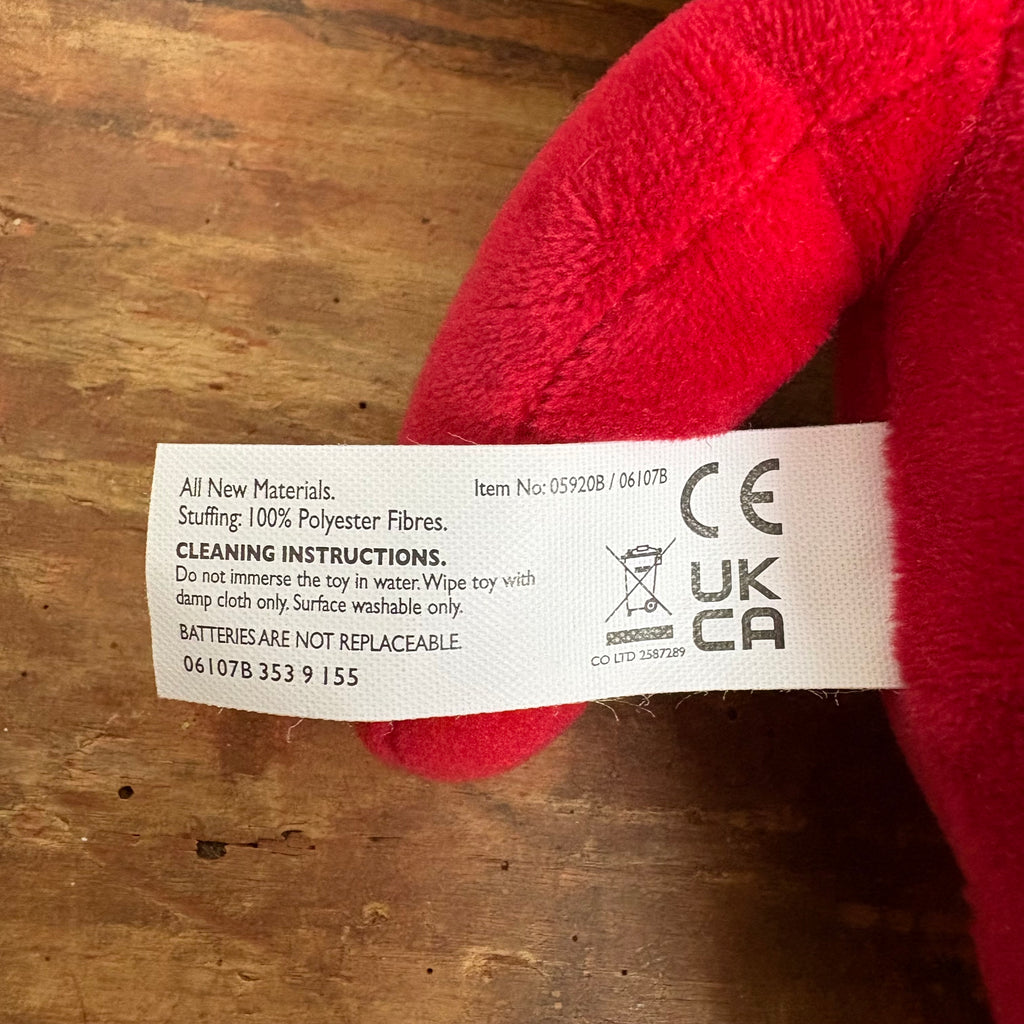 All New Materials.
Stuffing: 100% Polyester Fibres.
CLEANING INSTRUCTIONS.
Do not immerse the toy in water. Wipe toy with
damp cloth only. Surface washable only.
BATTERIES ARE NOT REPLACEABLE.
06107B 353 9 155
Item No: 05920B / 06107B
CE
UK
CA
CO LTD 2587289